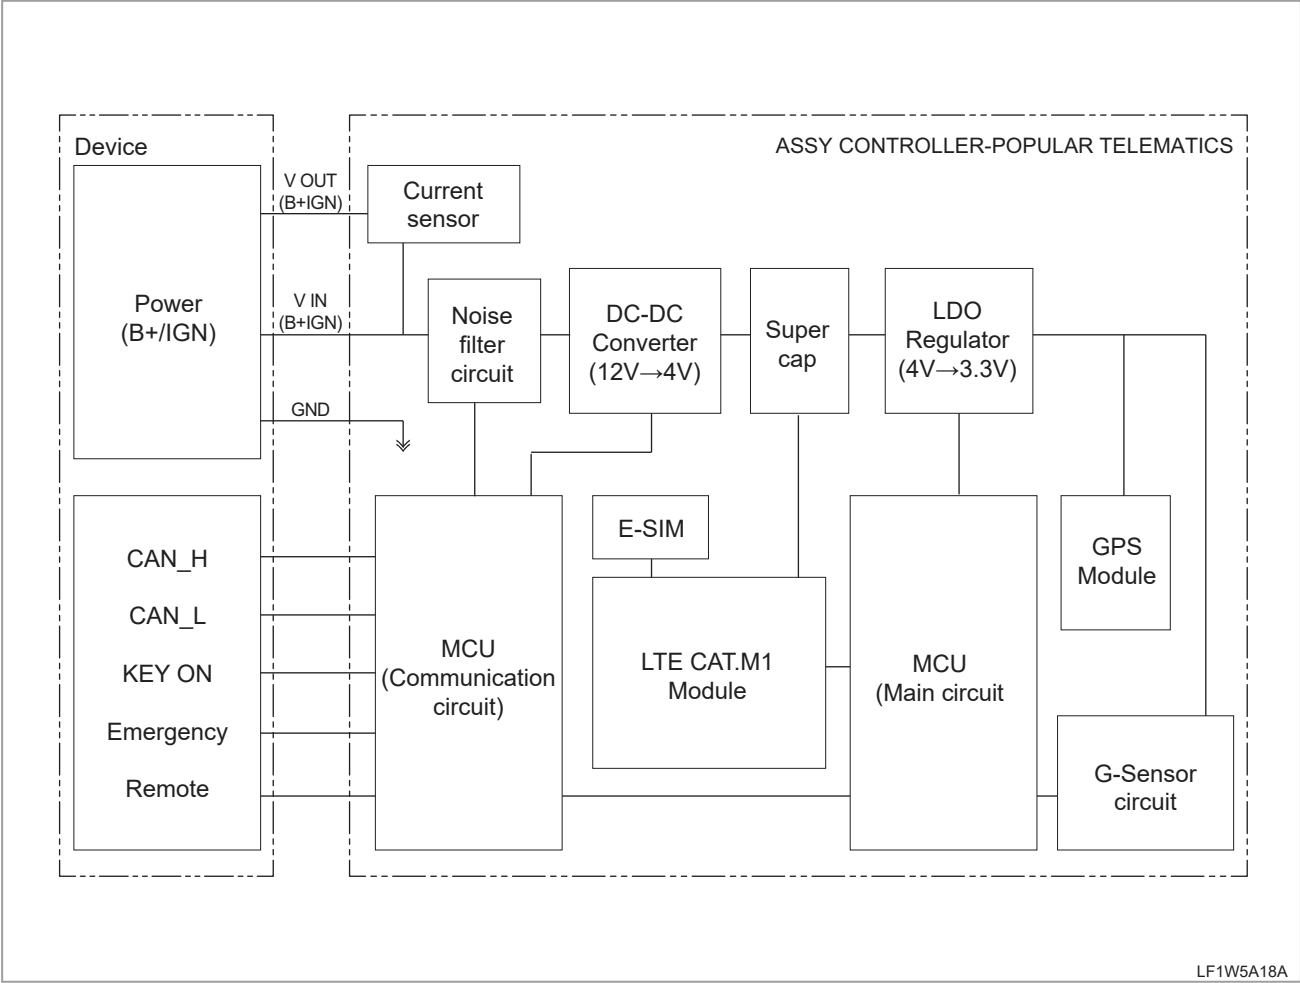 Device
ASSY CONTROLLER-POPULAR TELEMATICS
V OUT
(B+IGN)
Current
sensor
Power
(B+/IGN)
V IN
(B+IGN)
Noise
filter
circuit
DC-DC
Converter
(12V→4V)
Super
cap
LDO
Regulator
(4V→3.3V)
GND
CAN_H
CAN_L
KEY ON
Emergency
Remote
MCU
(Communication
circuit)
E-SIM
LTE CAT.M1
Module
MCU
(Main circuit
GPS
Module
G-Sensor
circuit
LF1W5A18A